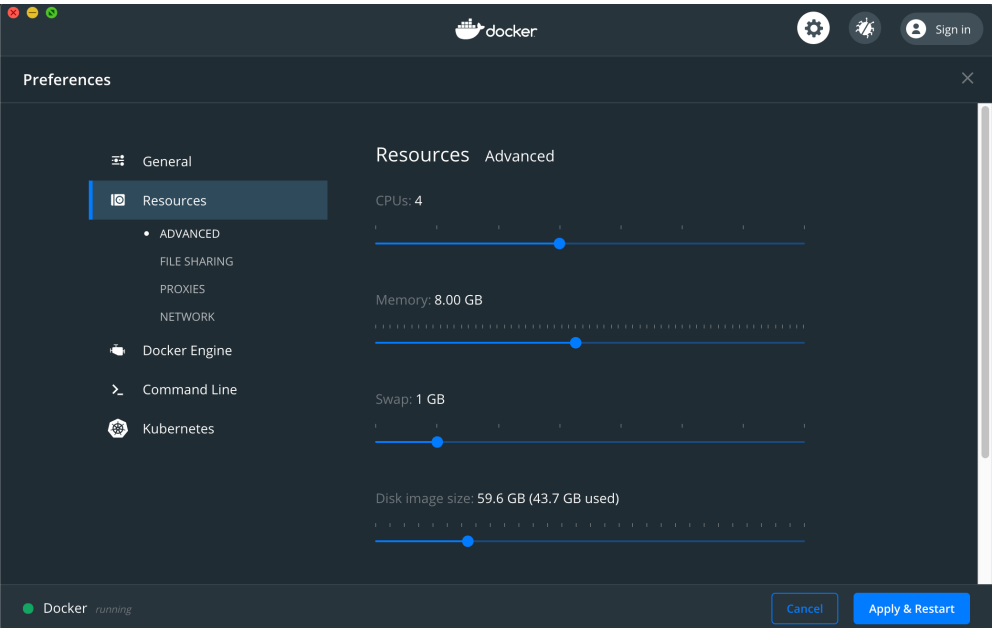 docker
Sign in
Preferences
General
Resources
ADVANCED
FILE SHARING
PROXIES
NETWORK
Docker Engine
Command Line
Kubernetes
Resources Advanced
CPUs: 4
Memory: 8.00 GB
Swap: 1 GB
Disk image size: 59.6 GB (43.7 GB used)
Docker running
Cancel
Apply & Restart